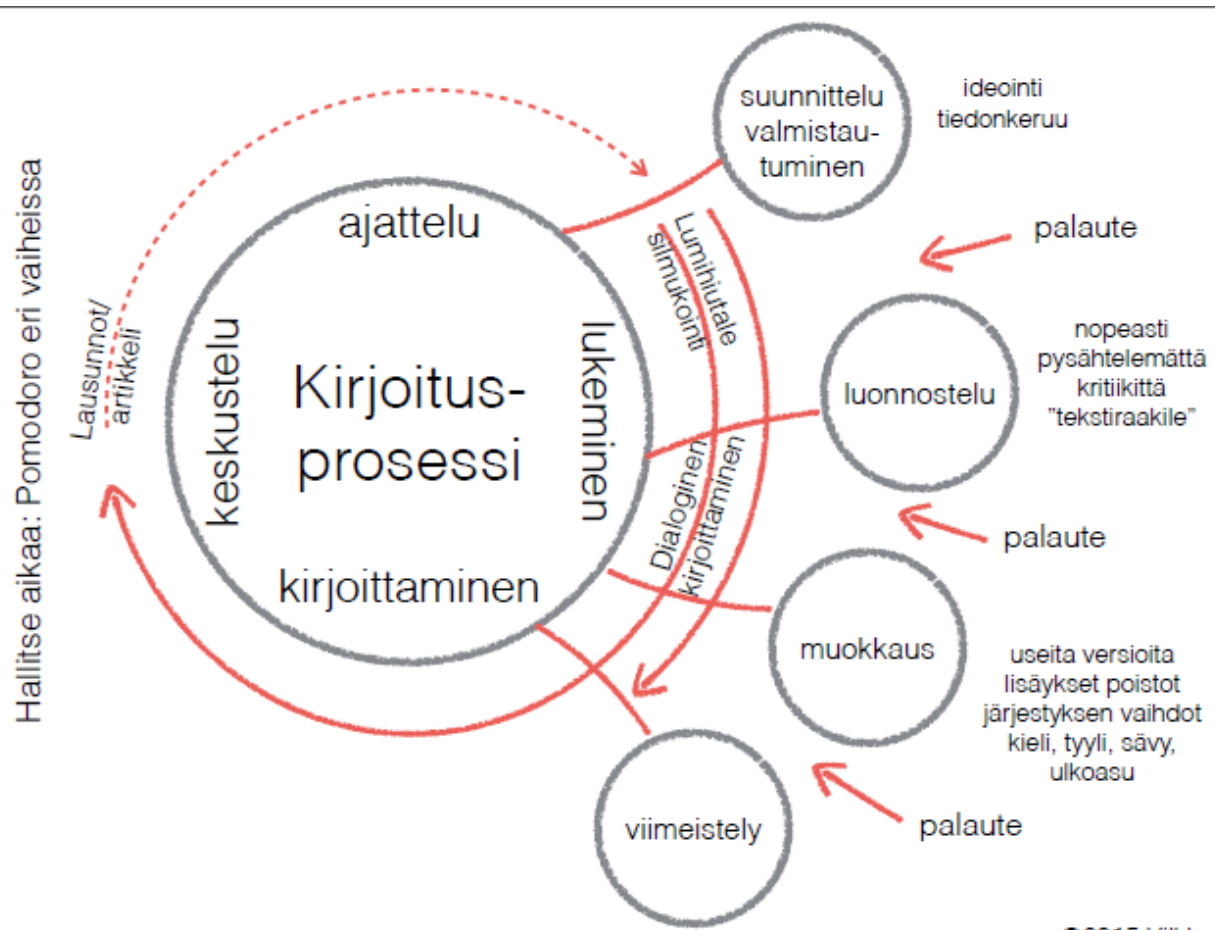 Hallitse aikaa: Pomodoro eri vaiheissa
Lausunnot/
artikkeli
ajattelu
keskustelu
lukeminen
Kirjoitus-
prosessi
kirjoittaminen
Lumihiutale
silmukointi
Dialoginen
kirjoittaminen
suunnittelu
valmistau-
tuminen
ideointi
tiedonkeruu
palaute
luonnostelu
nopeasti
pysähtelemättä
kritiikittä
"tekstiraakile"
palaute
muokkaus
useita versioita
lisäykset poistot
järjestyksen vaihdot
kieli, tyyli, sävy,
ulkoasu
palaute
viimeistely